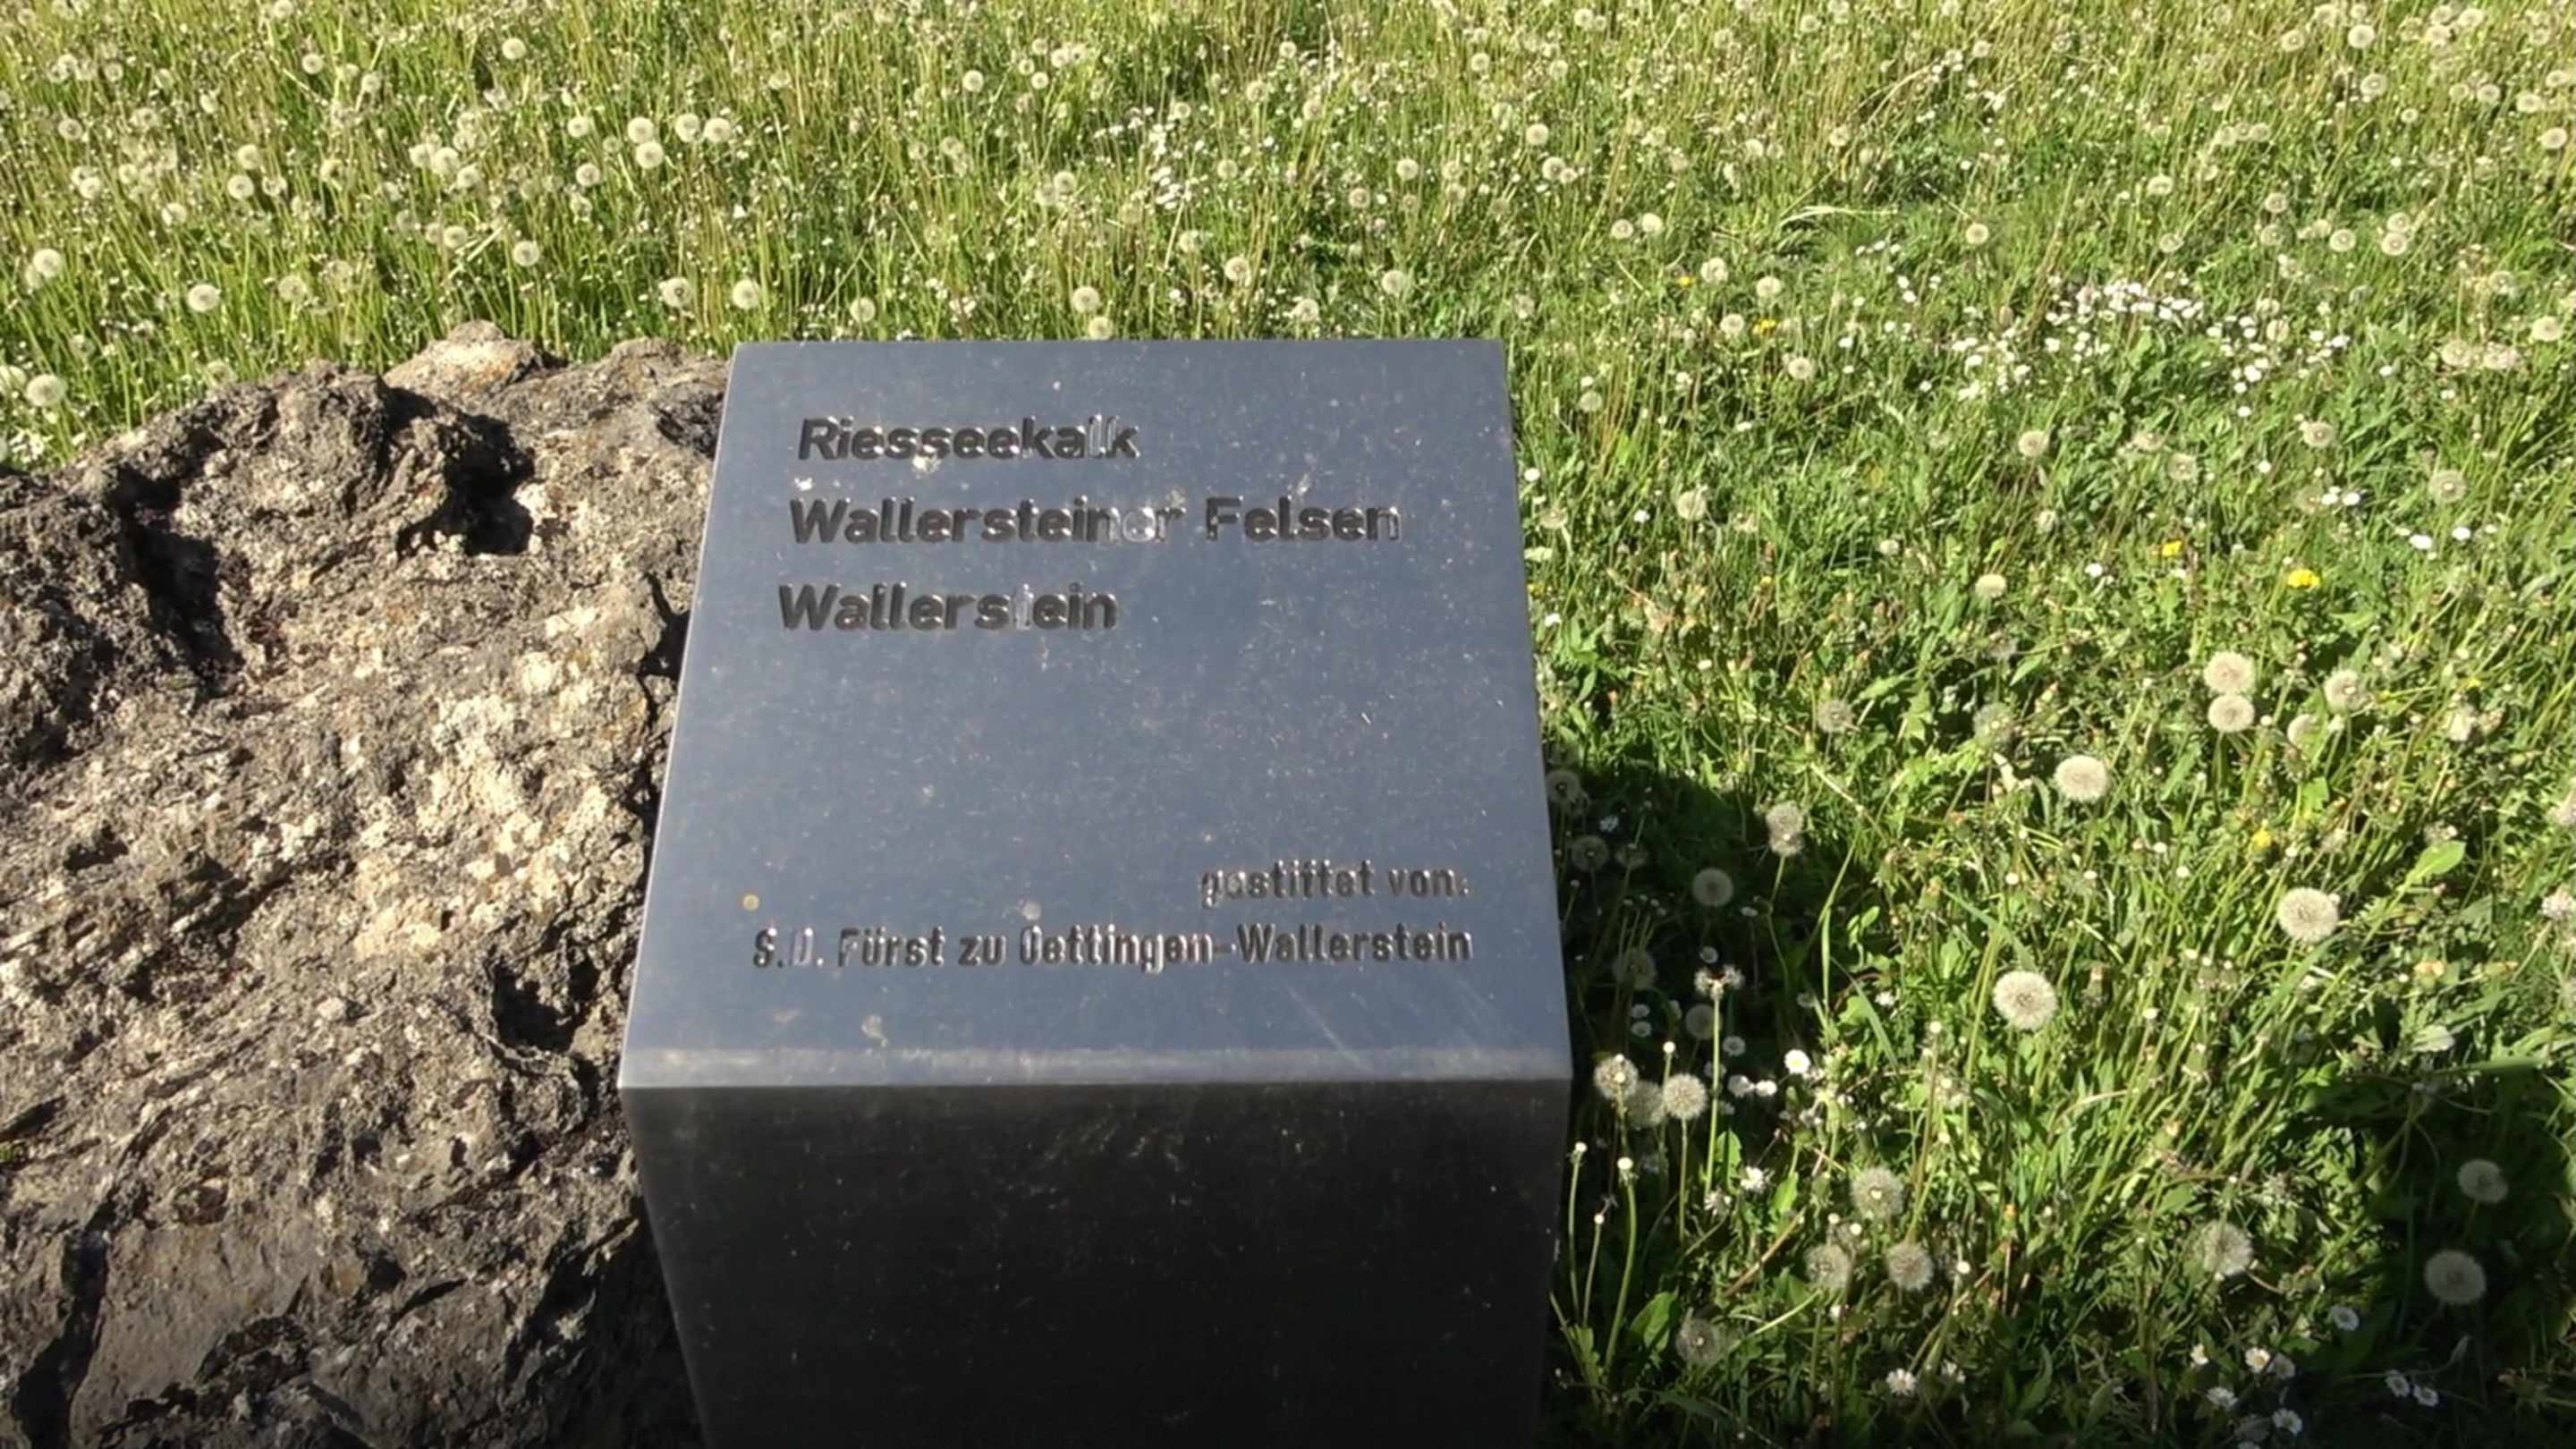 Riesseekalk
Wallersteiner Felsen
Wallerstein
gestiftet von:
S.D. Fürst zu Oettingen-Wallerstein